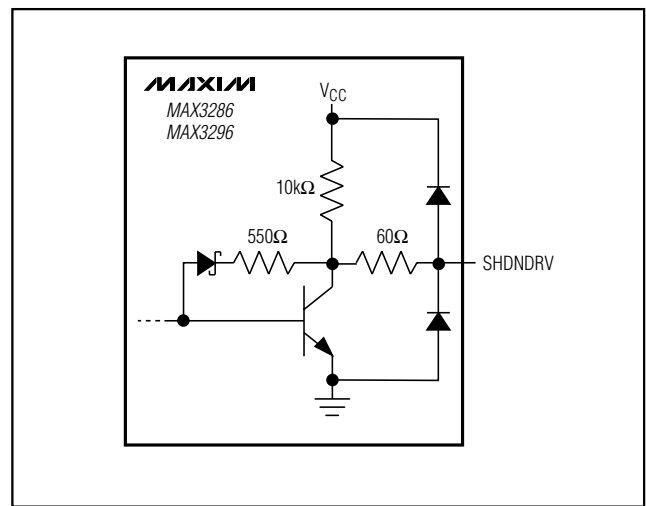 MAXIM
MAX3286
MAX3296
VCC
10kΩ
550Ω
60Ω
SHDNDRV